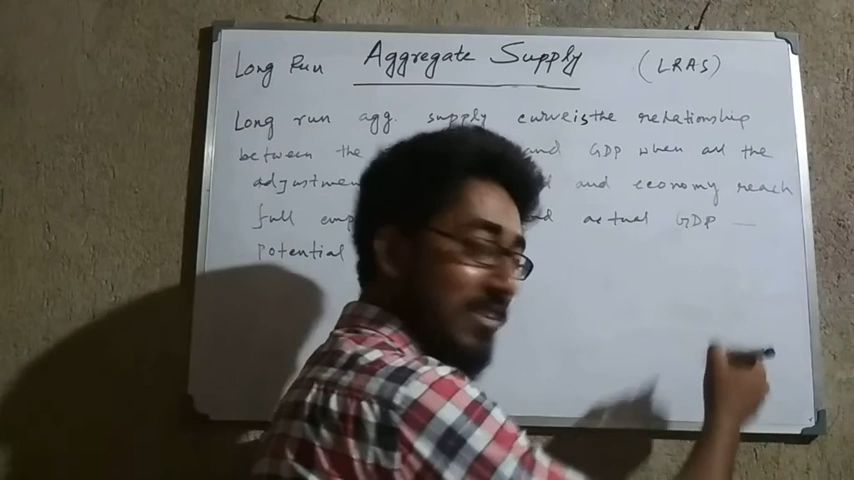 Long Run Aggregate Supply (LRAS)
Long run agg. supply curve is the relationship
between the and GDP when all the
adjustmen and economy reach
full emp actual GDP —
potential